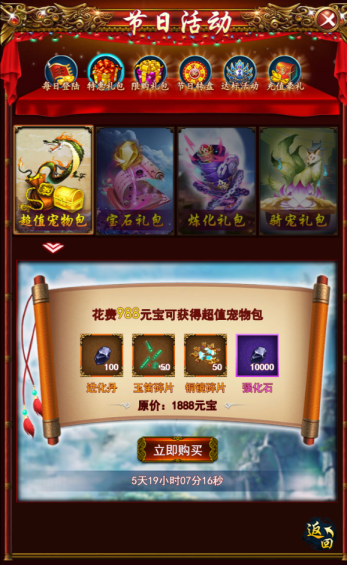 节日活动
每日登陆 特惠礼包 限购礼包 节日转盘 达标活动 充值豪礼
超值宠物包 宝石礼包 炼化礼包 骑宠礼包
花费988元宝可获得超值宠物包
100 50 50 10000
进化丹 玉笛碎片 铜镜碎片 强化石
原价：1888元宝
立即购买
5天19小时07分16秒
返回